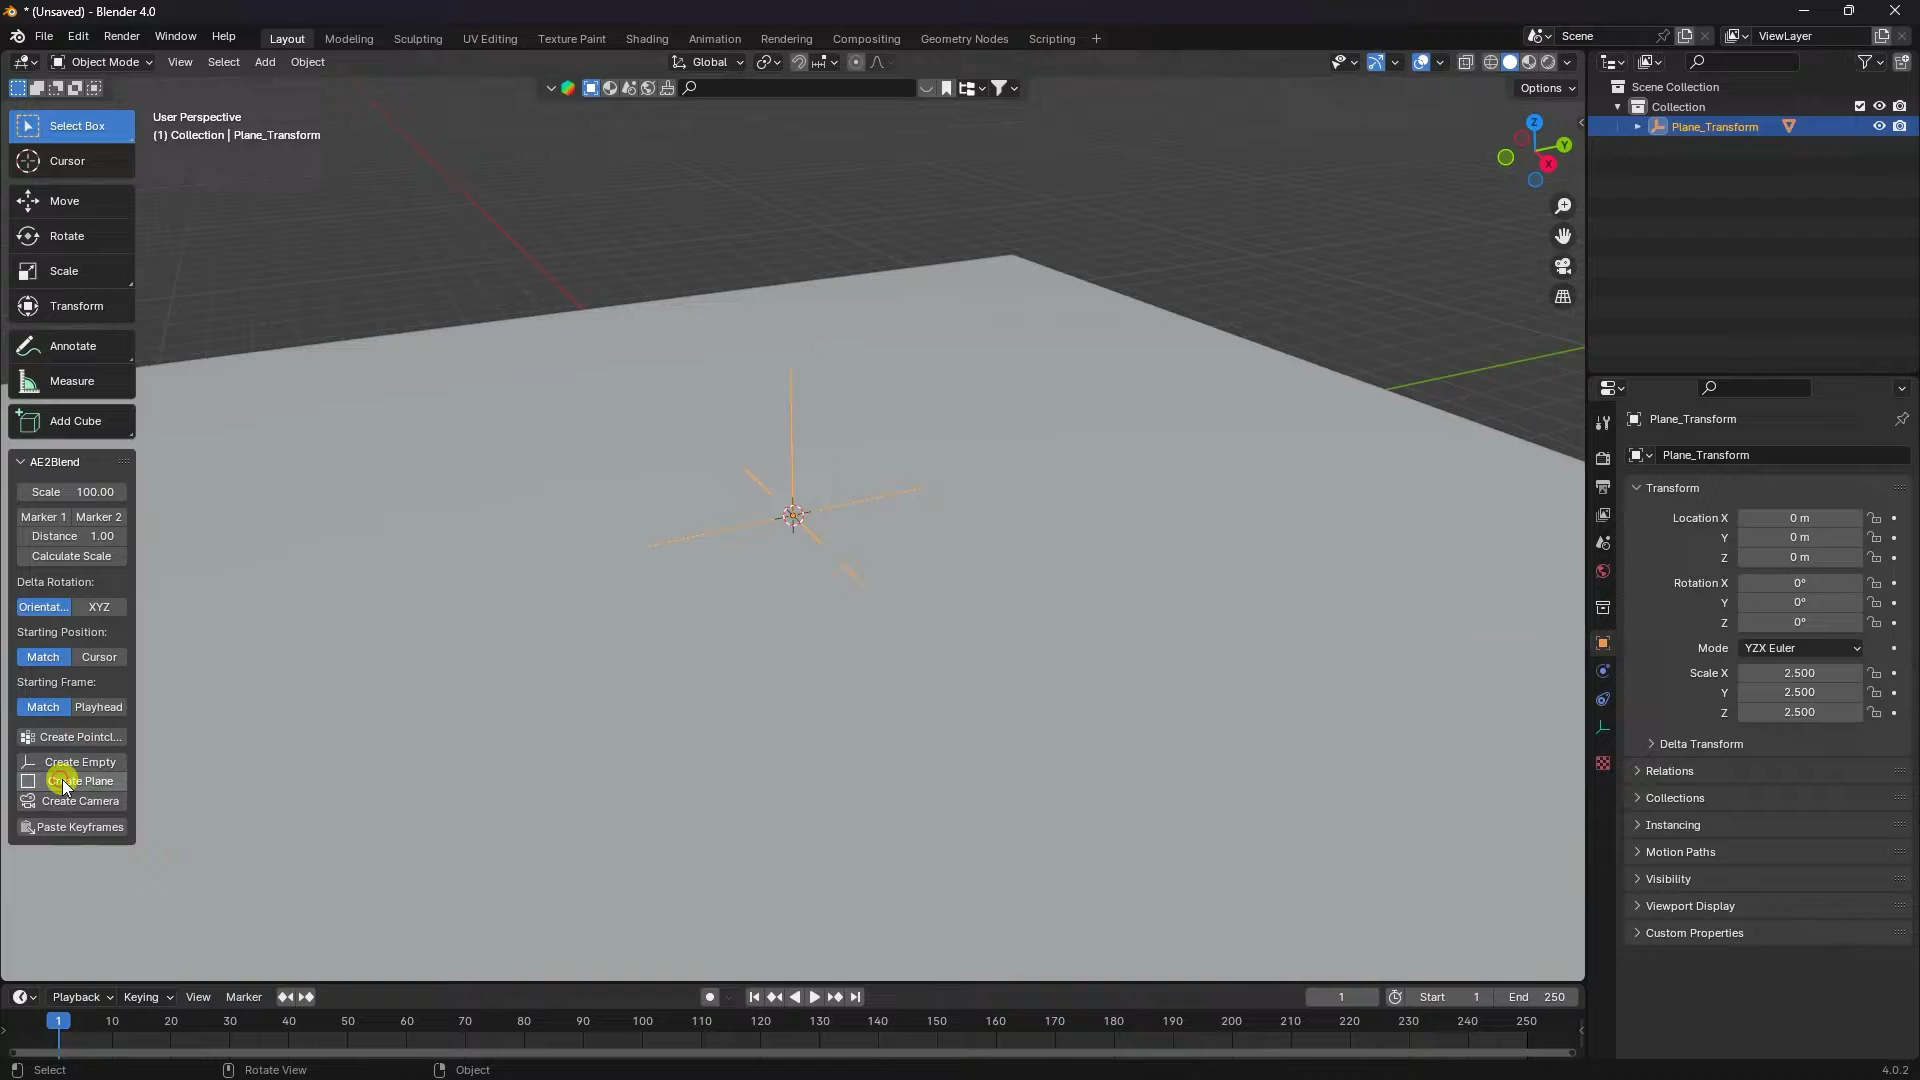 * (Unsaved) - Blender 4.0
File Edit Render Window Help
Layout Modeling Sculpting UV Editing Texture Paint Shading Animation Rendering Compositing Geometry Nodes Scripting +
Scene
ViewLayer
Object Mode View Select Add Object
Global
Options
User Perspective
(1) Collection | Plane_Transform
Z
Y
X
Select Box
Cursor
Move
Rotate
Scale
Transform
Annotate
Measure
Add Cube
AE2Blend
Scale 100.00
Marker 1 Marker 2
Distance 1.00
Calculate Scale
Delta Rotation:
Orientat... XYZ
Starting Position:
Match Cursor
Starting Frame:
Match Playhead
Create Pointcl...
Create Empty
Create Plane
Create Camera
Paste Keyframes
Scene Collection
Collection
Plane_Transform
Plane_Transform
Plane_Transform
Transform
Location X 0 m
Y 0 m
Z 0 m
Rotation X 0°
Y 0°
Z 0°
Mode YZX Euler
Scale X 2.500
Y 2.500
Z 2.500
Delta Transform
Relations
Collections
Instancing
Motion Paths
Visibility
Viewport Display
Custom Properties
Playback Keying View Marker
1 Start 1 End 250
1 10 20 30 40 50 60 70 80 90 100 110 120 130 140 150 160 170 180 190 200 210 220 230 240 250
Select Rotate View Object
4.0.2